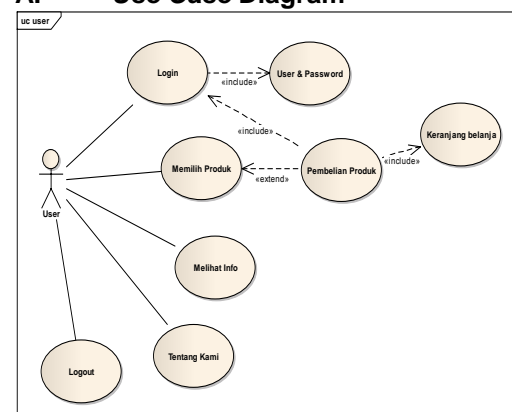 A. Use Case Diagram
uc user
Login
«include»
User & Password
«include»
Keranjang belanja
Memilih Produk
«extend»
Pembelian Produk
«include»
User
Melihat Info
Tentang Kami
Logout